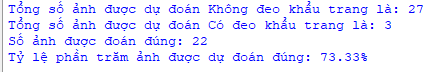 Tổng số ảnh được dự đoán Không đeo khẩu trang là: 27
Tổng số ảnh được dự đoán Có đeo khẩu trang là: 3
Số ảnh được đoán đúng: 22
Tỷ lệ phần trăm ảnh được dự đoán đúng: 73.33%